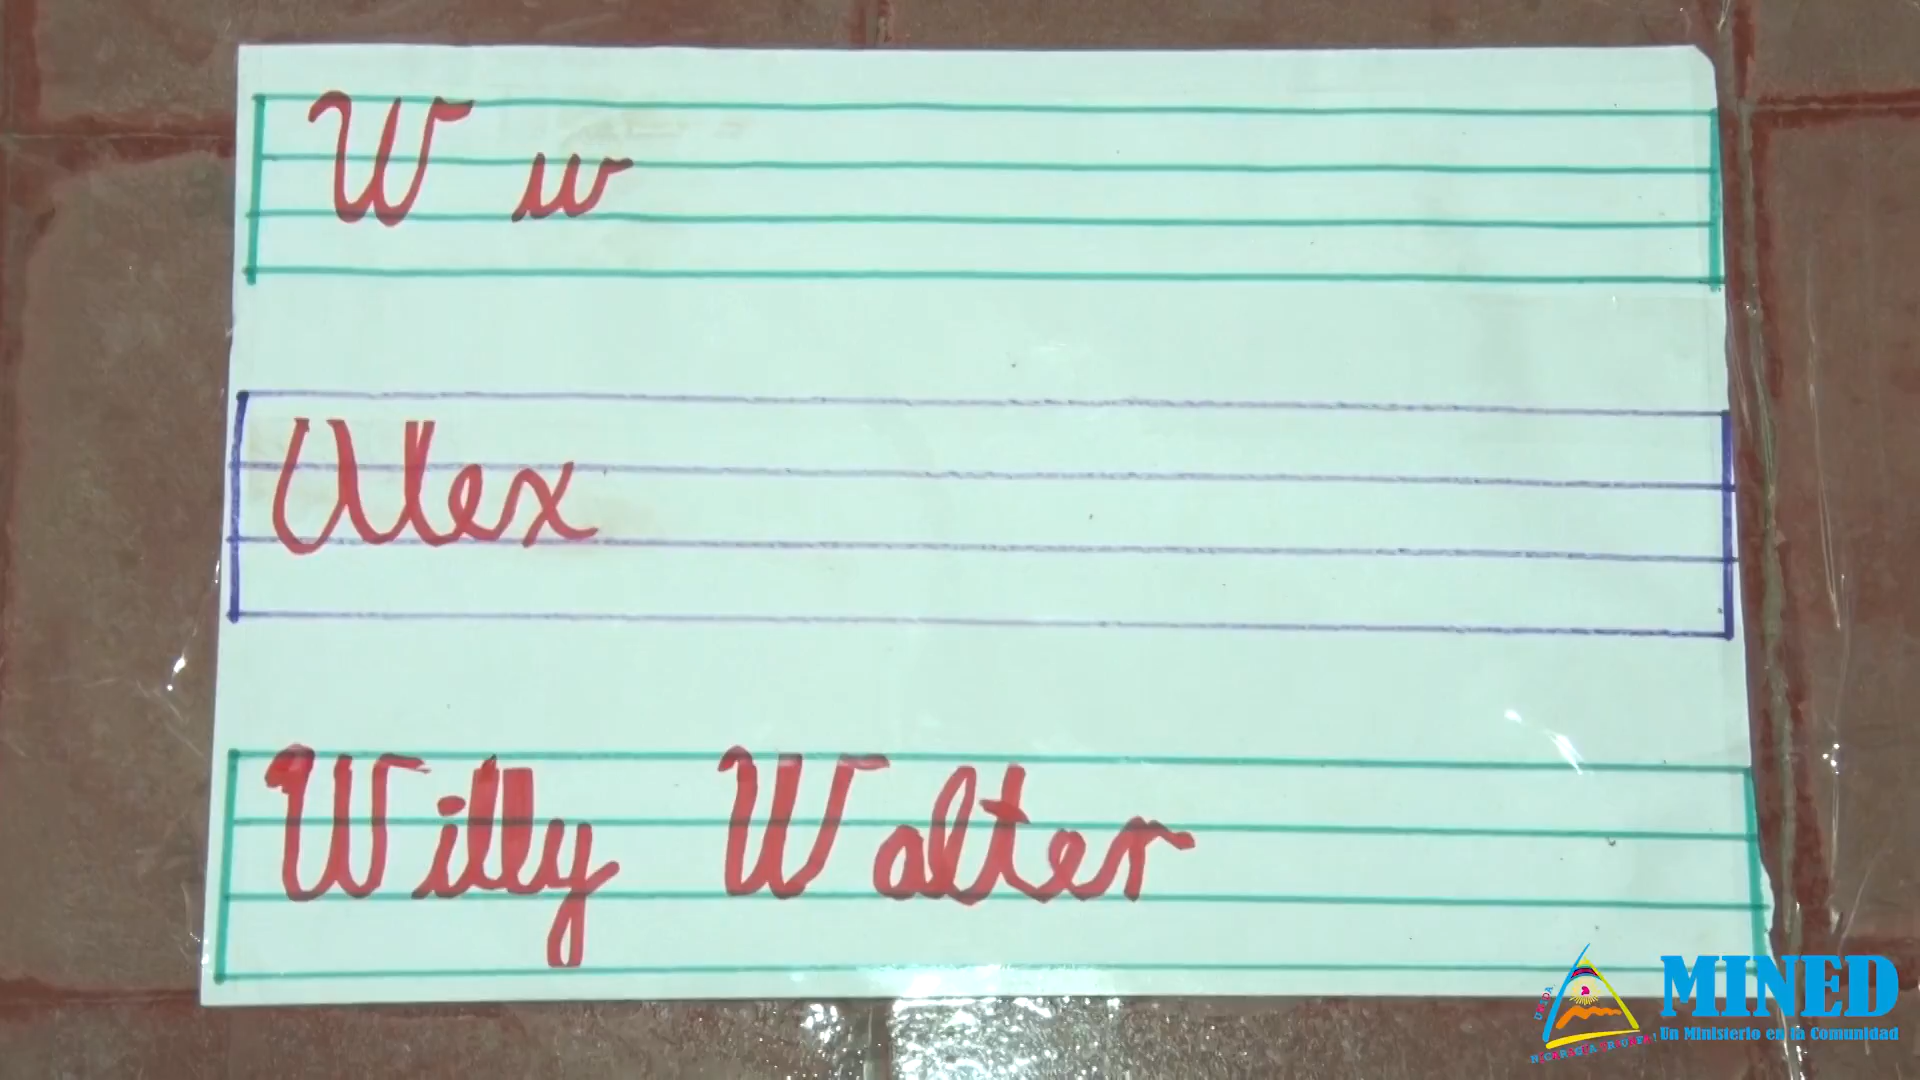 W w
Alex
Willy Walter
MINED
Un Ministerio en la Comunidad